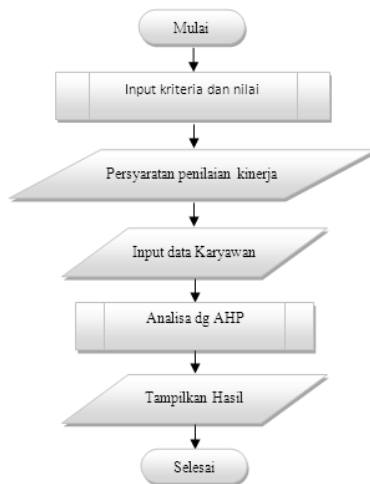 Mulai
Input kriteria dan nilai
Persyaratan penilaian kinerja
Input data Karyawan
Analisa dg AHP
Tampilkan Hasil
Selesai